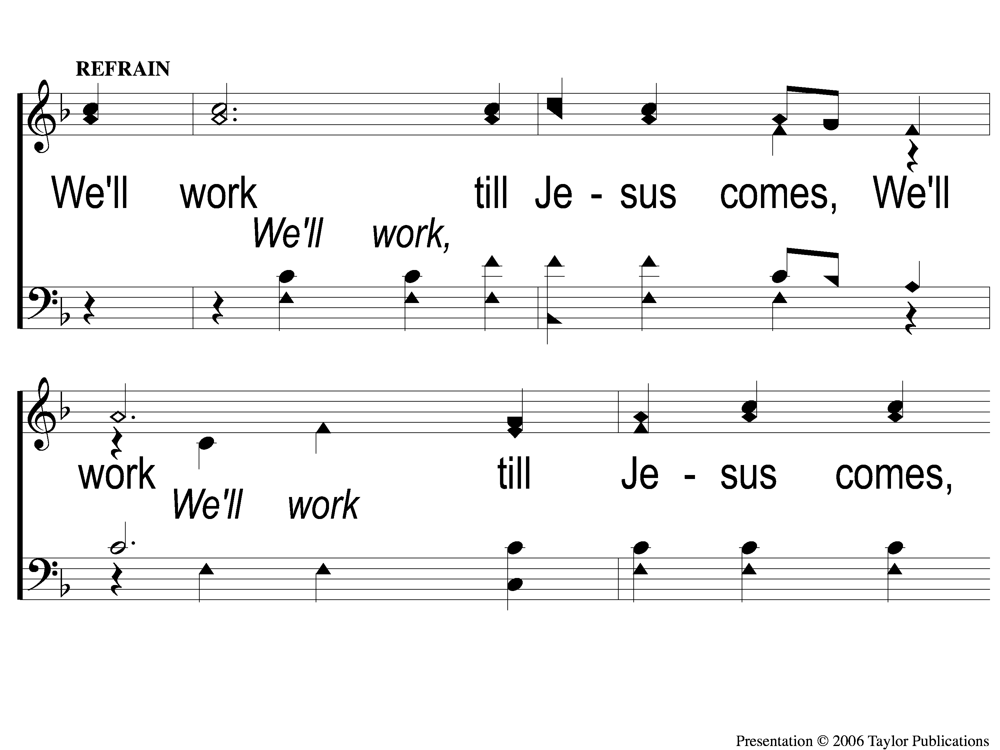 REFRAIN
We'll work till Je - sus comes, We'll
We'll work,
work till Je - sus comes,
We'll work
Presentation © 2006 Taylor Publications